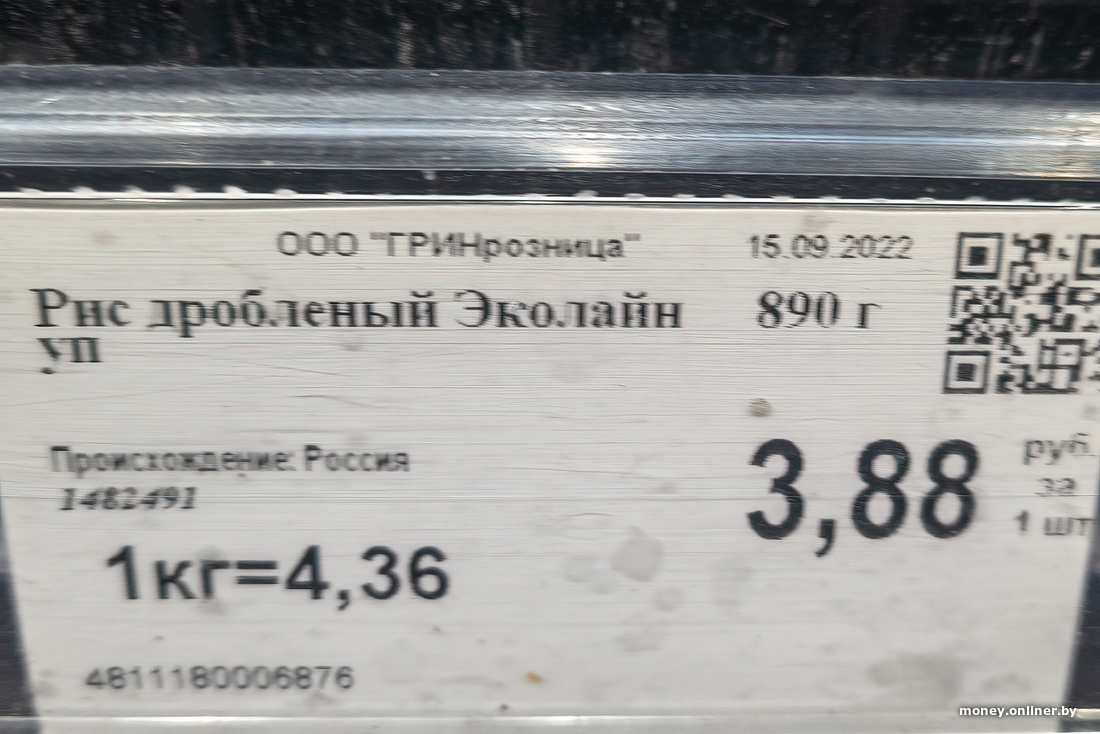 ООО "ГРИНрозница" 15.09.2022
Рис дробленый Эколайн 890 г
уп
Происхождение: Россия
1482491
3,88 руб.
за
1 шт
1кг=4,36
4811180006876
money.onliner.by